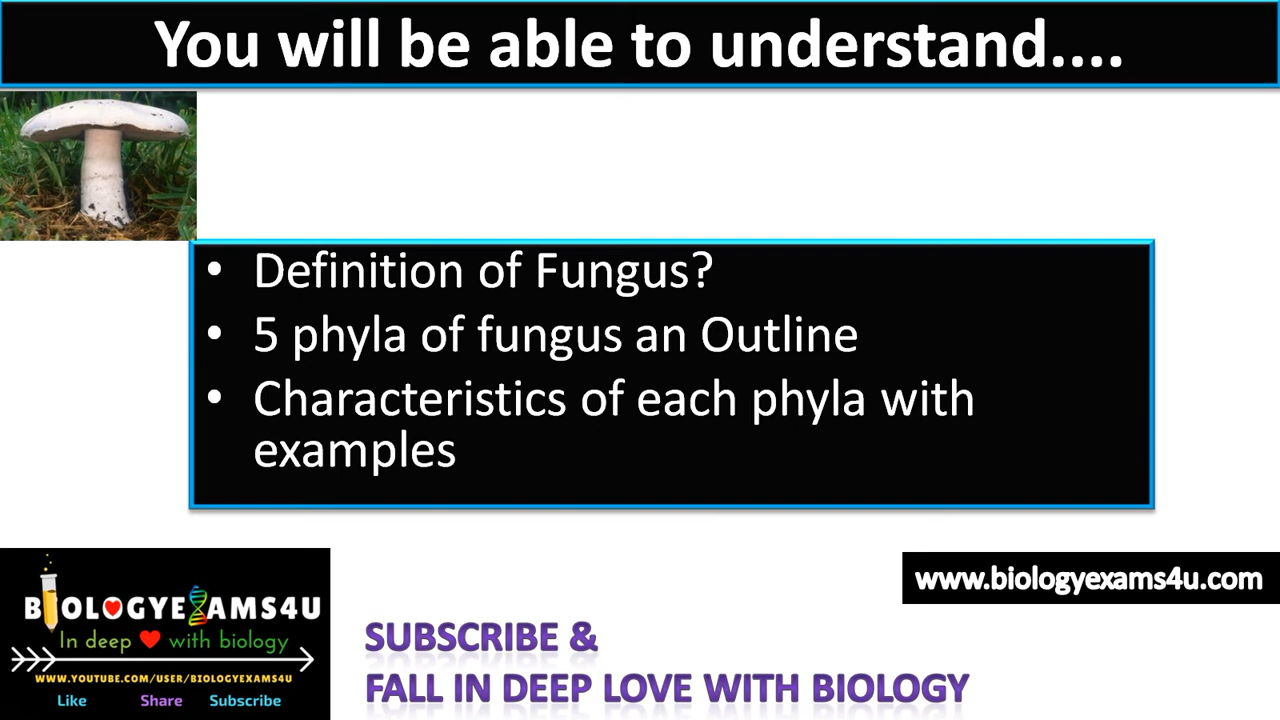 You will be able to understand....
• Definition of Fungus?
• 5 phyla of fungus an Outline
• Characteristics of each phyla with
examples
www.biologyexams4u.com
BIOLOGYEXAMS4U
In deep ❤ with biology
WWW.YOUTUBE.COM/USER/BIOLOGYEXAMS4U
Like Share Subscribe
SUBSCRIBE &
FALL IN DEEP LOVE WITH BIOLOGY